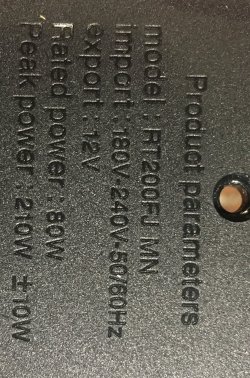 Product parameters
model : RT200FJ MN
import : 180V-240V-50/60Hz
export : 12V
Rated power : 80W
Peak power : 210W ±10W